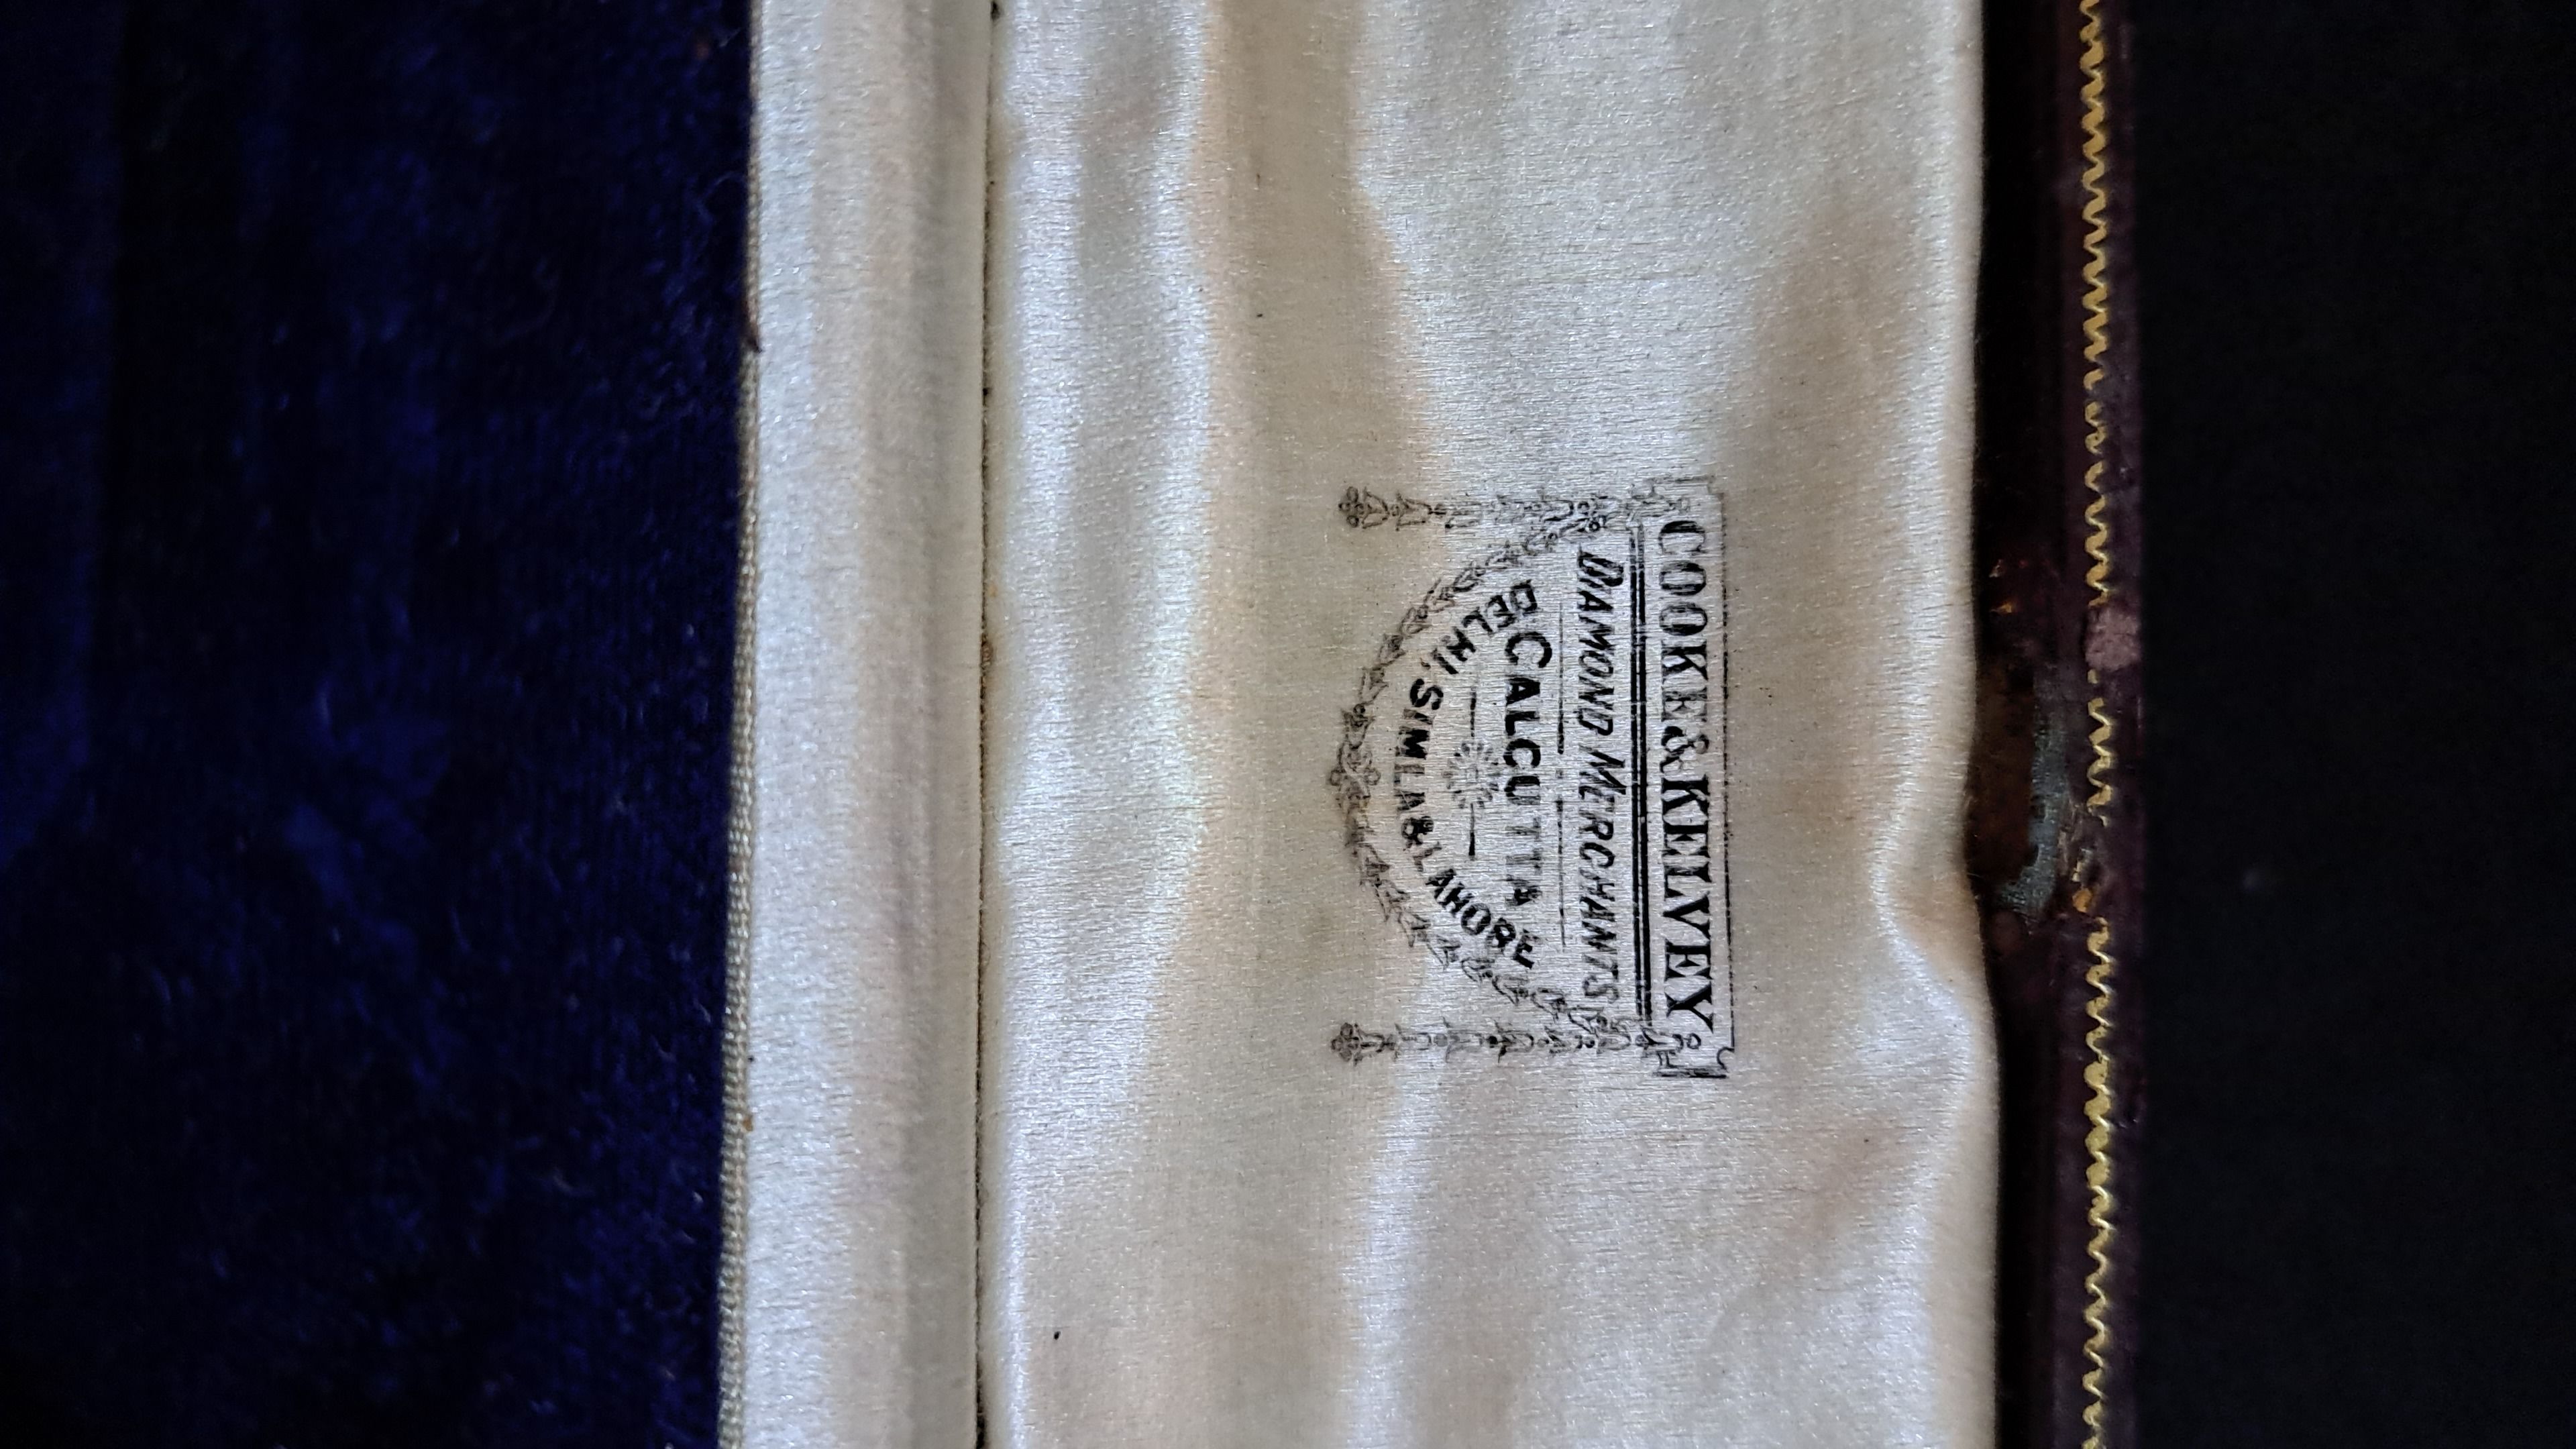 COOKE & KELVEY
DIAMOND MERCHANTS
CALCUTTA
DELHI, SIMLA & LAHORE